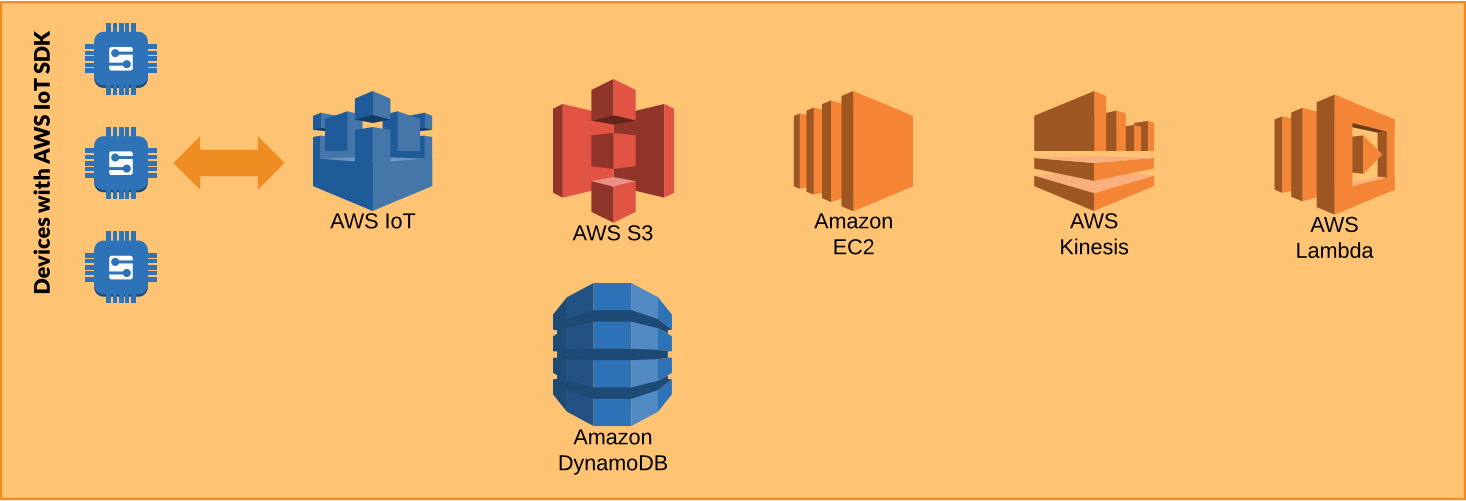 Devices with AWS IoT SDK
AWS IoT
AWS S3
Amazon
EC2
AWS
Kinesis
AWS
Lambda
Amazon
DynamoDB